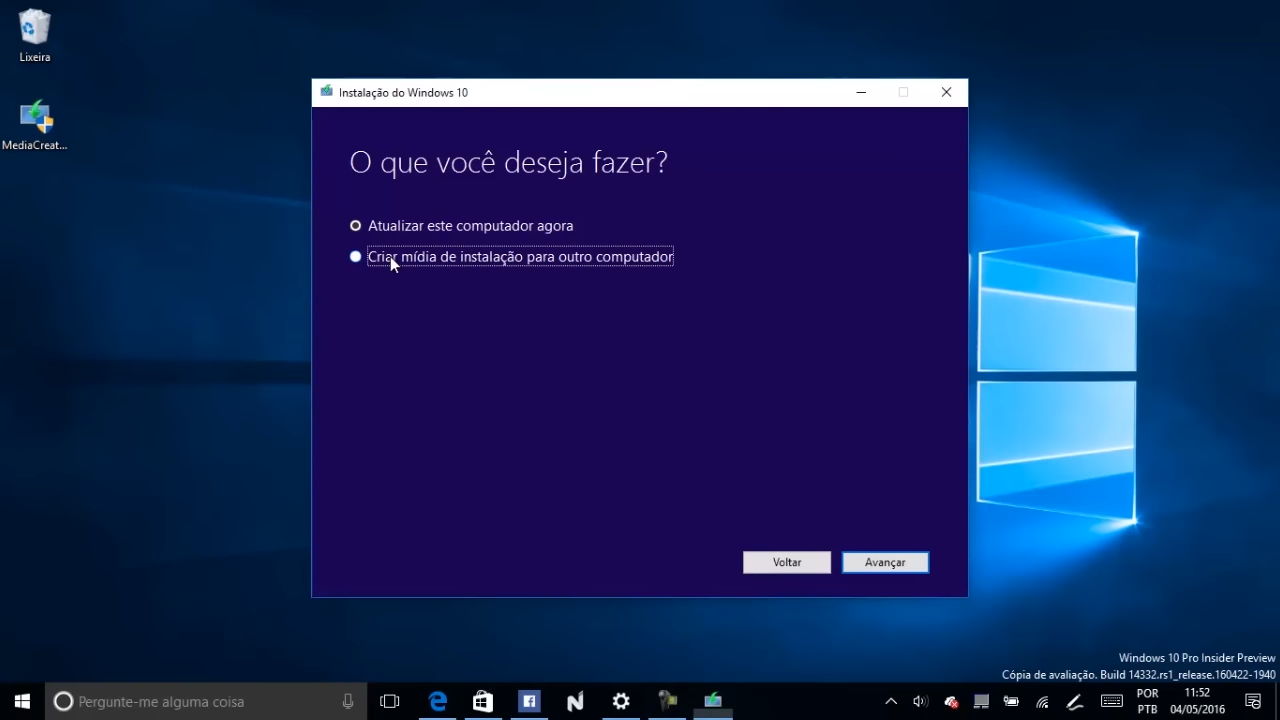 Lixeira
MediaCreat...
Instalação do Windows 10
O que você deseja fazer?
Atualizar este computador agora
Criar mídia de instalação para outro computador
Voltar
Avançar
Windows 10 Pro Insider Preview
Cópia de avaliação. Build 14332.rs1_release.160422-1940
Pergunte-me alguma coisa
POR
PTB
11:52
04/05/2016